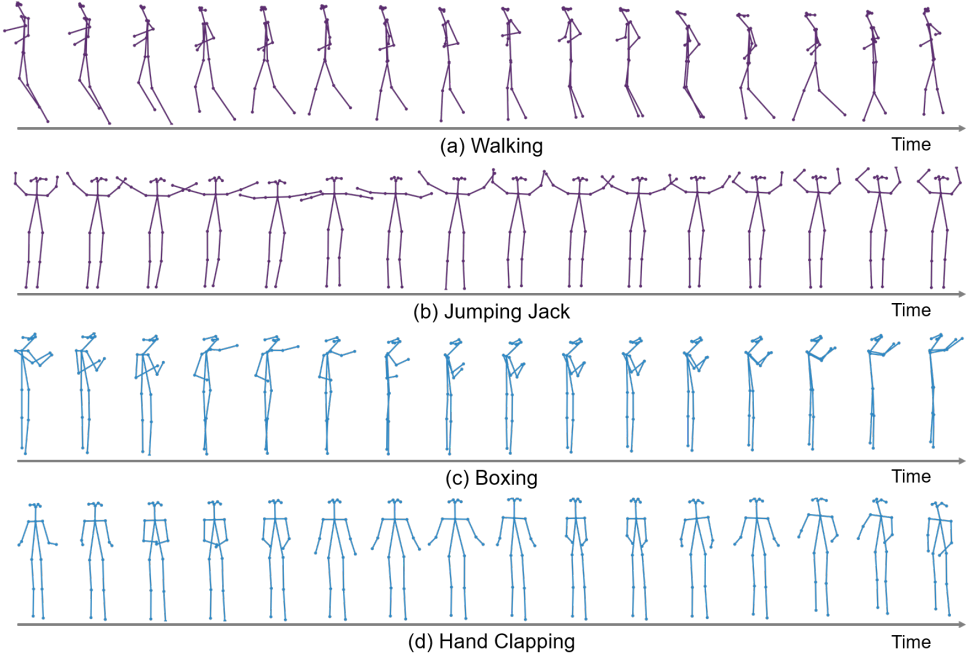 (a) Walking
Time
(b) Jumping Jack
Time
(c) Boxing
Time
(d) Hand Clapping
Time